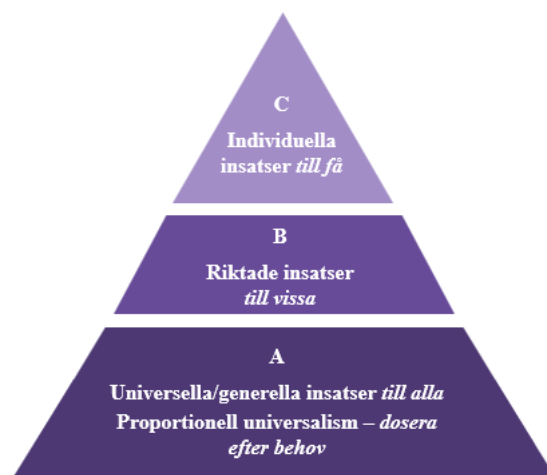 C
Individuella
insatser till få
B
Riktade insatser
till vissa
A
Universella/generella insatser till alla
Proportionell universalism – dosera
efter behov